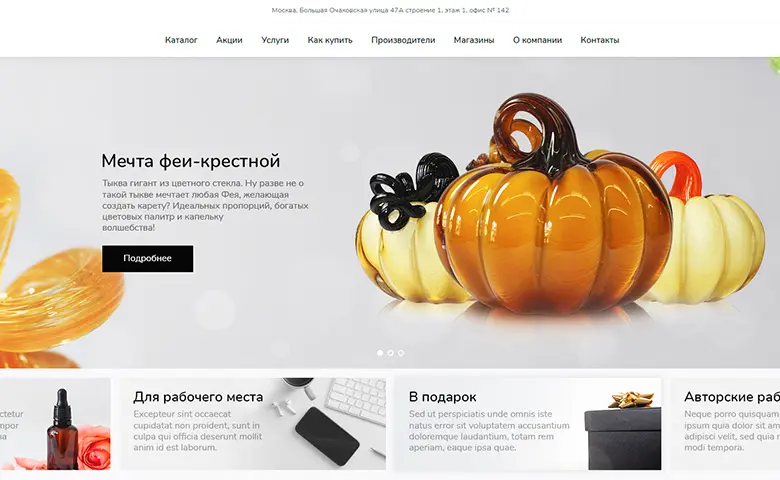 Москва, Большая Очаковская улица 47А строение 1, этаж 1, офис № 142
Каталог Акции Услуги Как купить Производители Магазины О компании Контакты
Мечта феи-крестной
Тыква гигант из цветного стекла. Ну разве не о
такой тыкве мечтает любая Фея, желающая
создать карету? Идеальных пропорций, богатых
цветовых палитр и капельку
волшебства!
Подробнее
ctetur
mpor
pa
Для рабочего места
Excepteur sint occaecat
cupidatat non proident, sunt in
culpa qui officia deserunt mollit
anim id est laborum.
В подарок
Sed ut perspiciatis unde omnis iste
natus error sit voluptatem accusantium
doloremque laudantium, totam rem
aperiam, eaque ipsa quae.
Авторские раб
Neque porro quisquam
ipsum quia dolor sit am
adipisci velit, sed quia n
modi tempora.